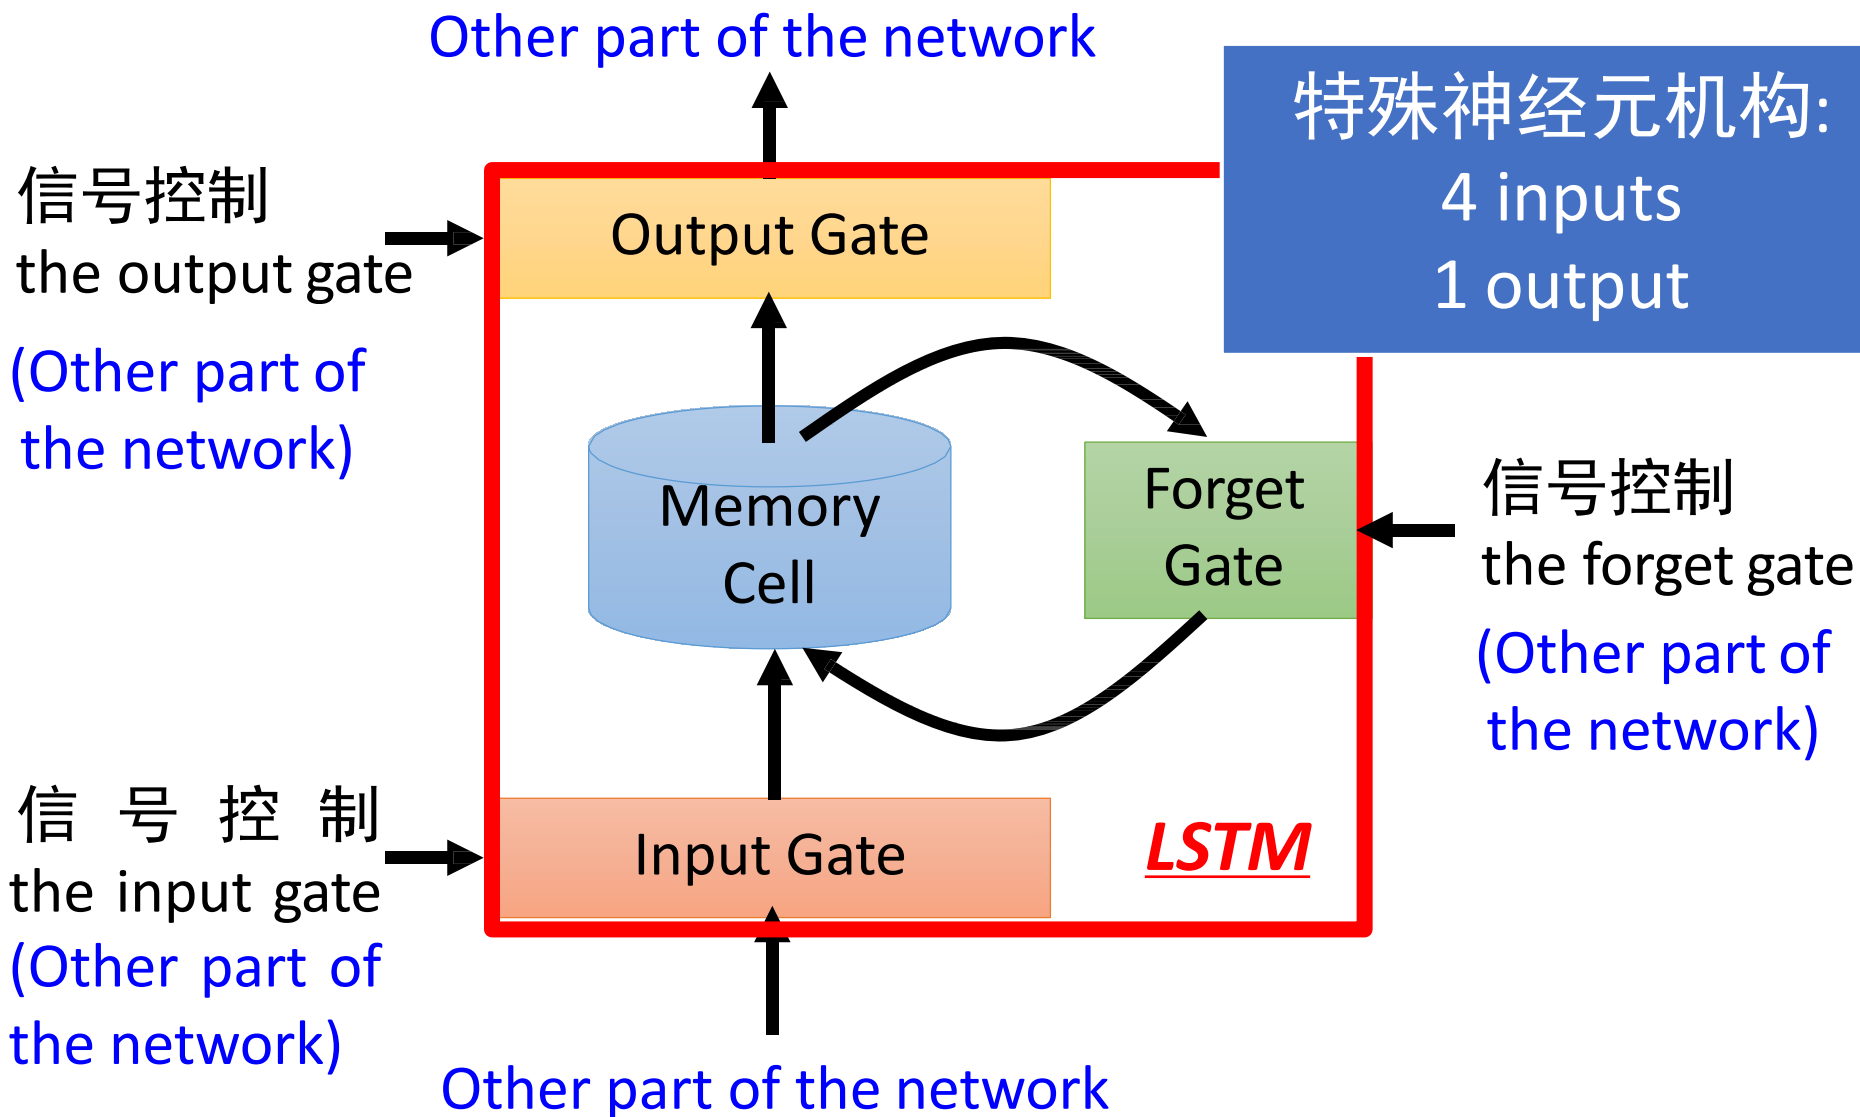 Other part of the network
特殊神经元机构:
4 inputs
1 output
信号控制
the output gate
(Other part of
the network)
Output Gate
Memory
Cell
Forget
Gate
信号控制
the forget gate
(Other part of
the network)
信号控制
the input gate
(Other part of
the network)
Input Gate
LSTM
Other part of the network